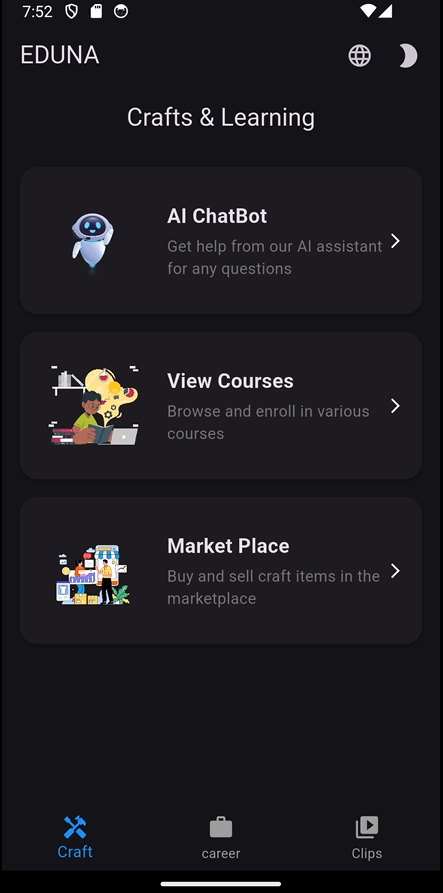 7:52
EDUNA
Crafts & Learning
AI ChatBot
Get help from our AI assistant
for any questions
View Courses
Browse and enroll in various
courses
Market Place
Buy and sell craft items in the
marketplace
Craft
career
Clips